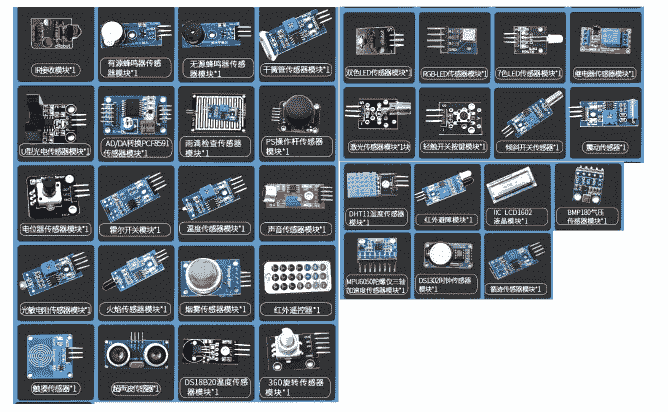 IR接收模块*1
有源蜂鸣器传感
器模块*1
无源蜂鸣器传感
器模块*1
干簧管传感器模块*1
U型光电传感器模块*1
AD/DA转换PCF8591
传感器模块*1
雨滴检查传感器
模块*1
PS操作杆传感器
模块*1
电位器传感器模块*1
霍尔开关模块*1
温度传感器模块*1
声音传感器模块*1
光敏电阻传感器模块*1
火焰传感器模块*1
烟雾传感器模块*1
红外遥控器*1
触摸传感器*1
超声波传感器*1
DS18B20温度传感
器模块*1
360旋转传感器
模块*1
双色LED传感器模块*1
RGB-LED传感器模块*1
7色LED传感器模块*1
继电器传感器模块*1
激光传感器模块*1块
轻触开关按键模块*1
倾斜开关传感器*1
震动传感器*1
DHT11温度传感器
模块*1
红外避障模块*1
IIC LCD1602
液晶模块*1
BMP180气压
传感器模块*1
MPU6050陀螺仪三轴
加速度传感器模块*1
DS1302时钟传感器
模块*1
循迹传感器模块*1